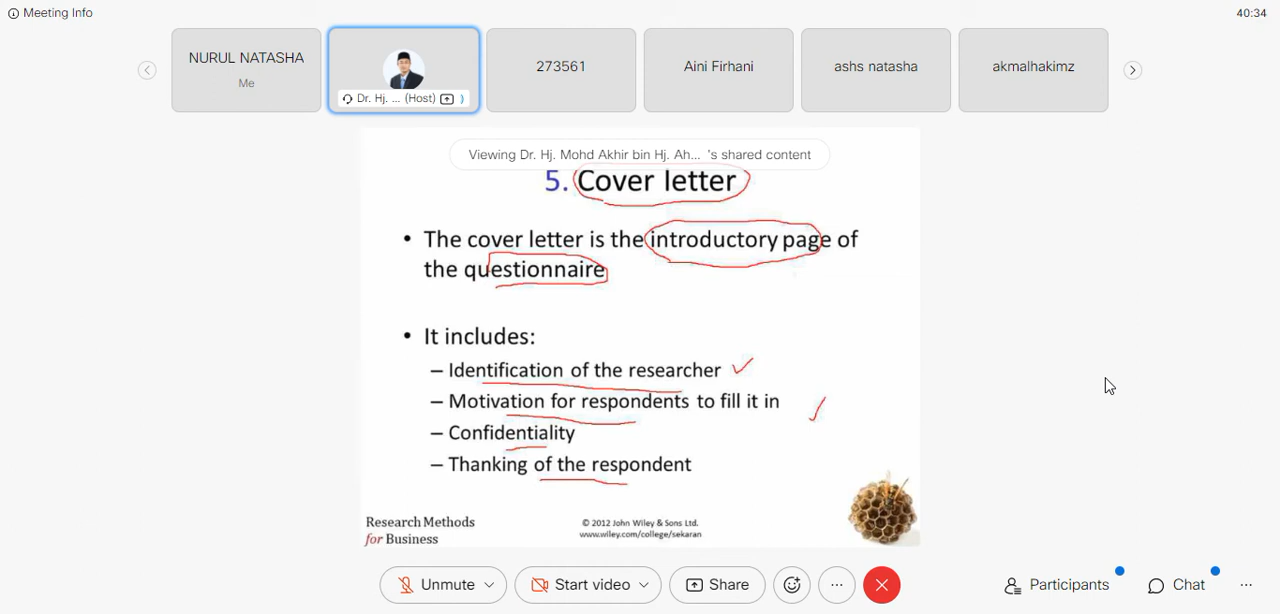 Meeting Info
40:34
NURUL NATASHA
Me
Dr. Hj. ... (Host)
273561
Aini Firhani
ashs natasha
akmalhakimz
Viewing Dr. Hj. Mohd Akhir bin Hj. Ah... 's shared content
5. Cover letter
• The cover letter is the introductory page of
the questionnaire
• It includes:
– Identification of the researcher
– Motivation for respondents to fill it in
– Confidentiality
– Thanking of the respondent
Research Methods
for Business
© 2012 John Wiley & Sons Ltd.
www.wiley.com/college/sekaran
Unmute
Start video
Share
Participants
Chat